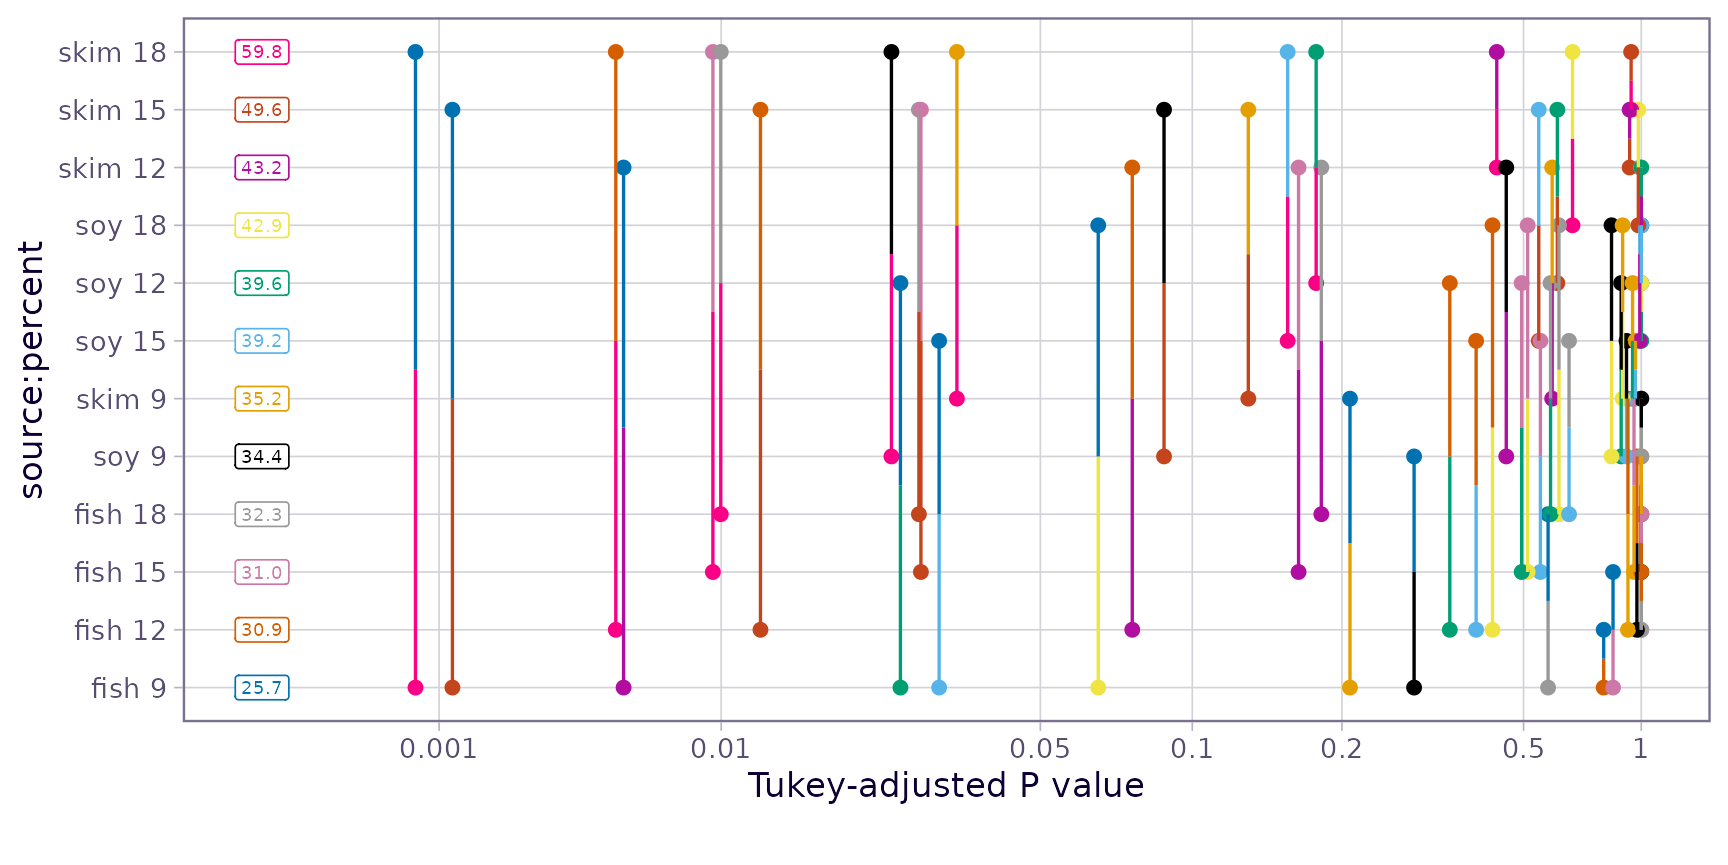 source:percent
skim 18 59.8
skim 15 49.6
skim 12 43.2
soy 18 42.9
soy 12 39.6
soy 15 39.2
skim 9 35.2
soy 9 34.4
fish 18 32.3
fish 15 31.0
fish 12 30.9
fish 9 25.7
0.001 0.01 0.05 0.1 0.2 0.5 1
Tukey-adjusted P value